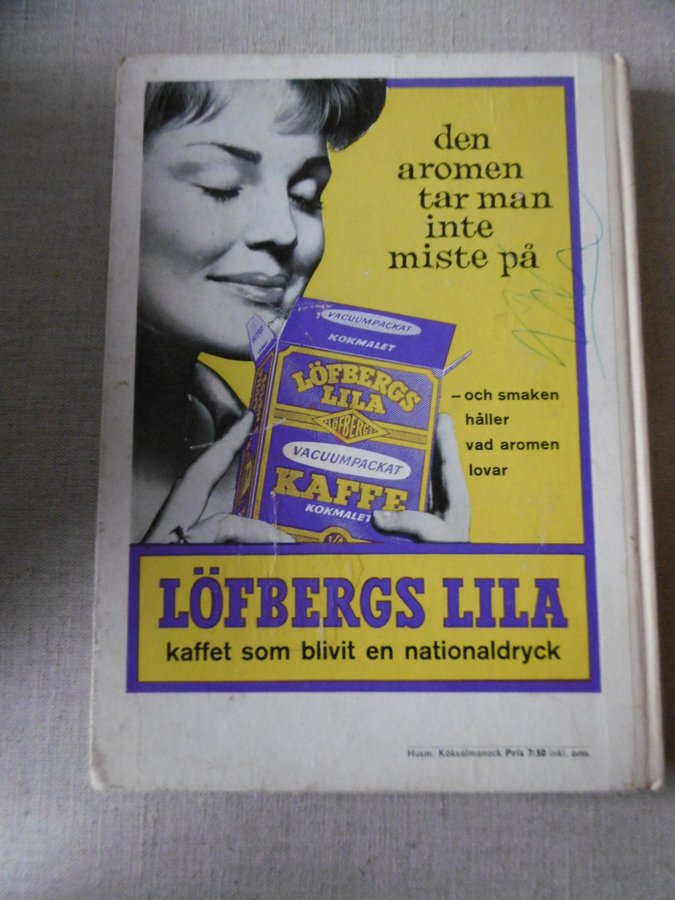 den
aromen
tar man
inte
miste på
VACUUMPACKAT
KOKMALET
LÖFBERGS
LILA
LÖFBERGS
VACUUMPACKAT
KAFFE
KOKMALET
– och smaken
håller
vad aromen
lovar
LÖFBERGS LILA
kaffet som blivit en nationaldryck
Husm. Koksalmanack Pris 7:50 inkl. oms.